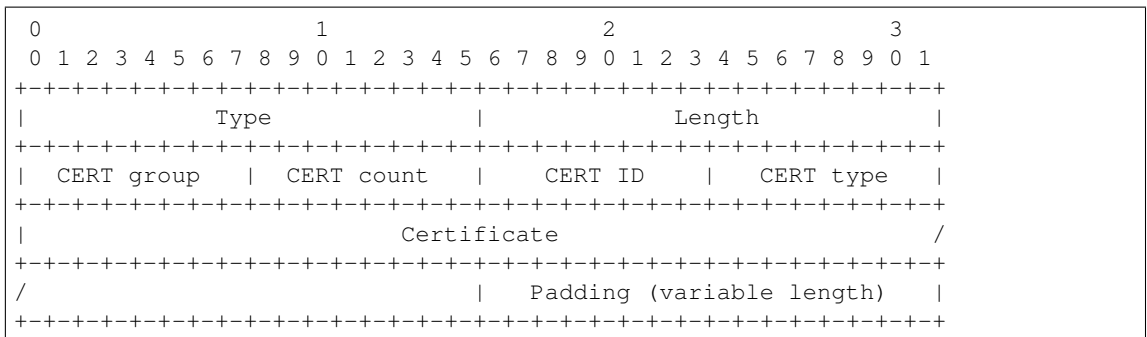 0                   1                   2                   3
 0 1 2 3 4 5 6 7 8 9 0 1 2 3 4 5 6 7 8 9 0 1 2 3 4 5 6 7 8 9 0 1
+-+-+-+-+-+-+-+-+-+-+-+-+-+-+-+-+-+-+-+-+-+-+-+-+-+-+-+-+-+-+-+-+
|             Type              |             Length            |
+-+-+-+-+-+-+-+-+-+-+-+-+-+-+-+-+-+-+-+-+-+-+-+-+-+-+-+-+-+-+-+-+
|  CERT group   |  CERT count   |    CERT ID    |   CERT type   |
+-+-+-+-+-+-+-+-+-+-+-+-+-+-+-+-+-+-+-+-+-+-+-+-+-+-+-+-+-+-+-+-+
|                          Certificate                          /
+-+-+-+-+-+-+-+-+-+-+-+-+-+-+-+-+-+-+-+-+-+-+-+-+-+-+-+-+-+-+-+-+
/                               |   Padding (variable length)   |
+-+-+-+-+-+-+-+-+-+-+-+-+-+-+-+-+-+-+-+-+-+-+-+-+-+-+-+-+-+-+-+-+